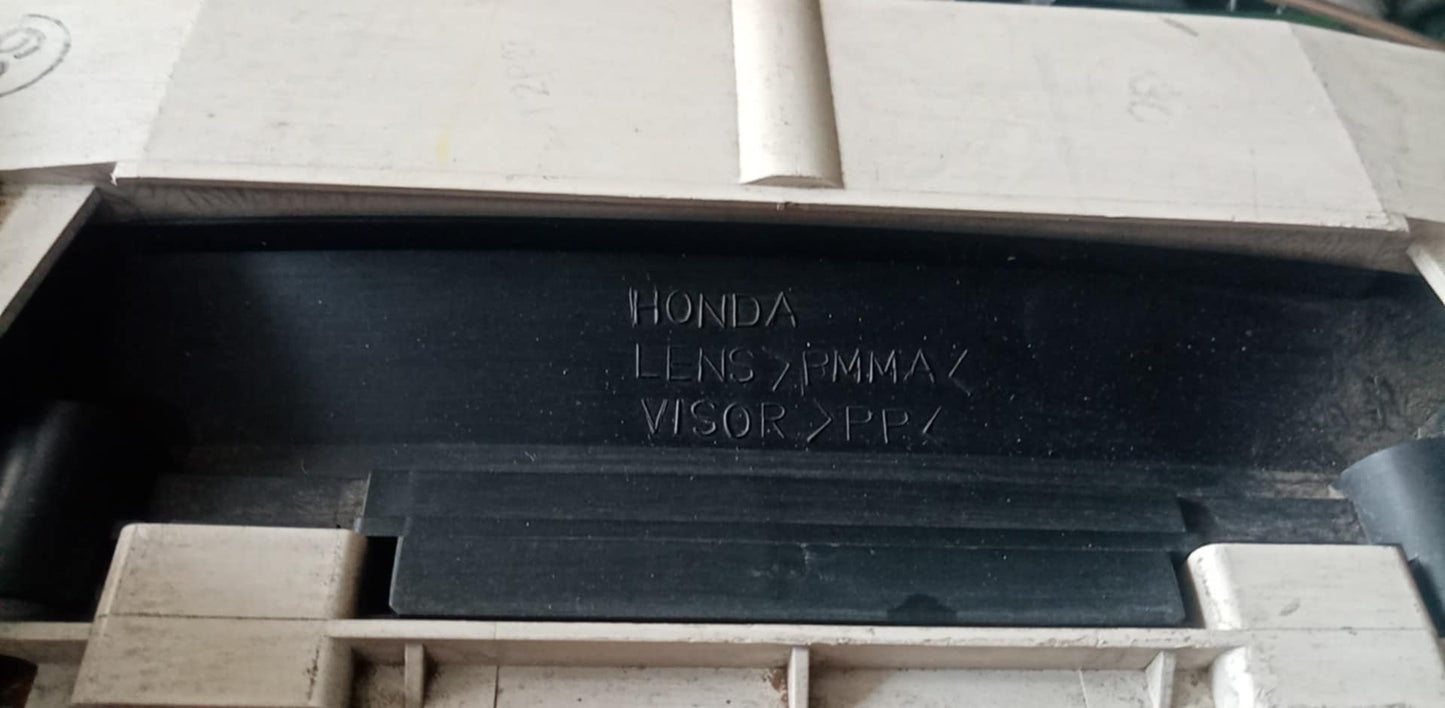 HONDA
LENS >PMMA<
VISOR >PP<